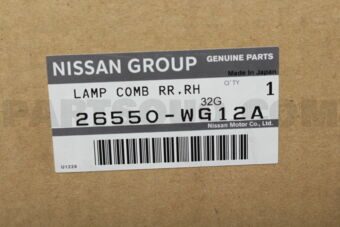 NISSAN GROUP
GENUINE PARTS
Made in Japan
LAMP COMB RR.RH
Q'TY
1
32G
26550-WG12A
Nissan Motor Co., Ltd.
U1226